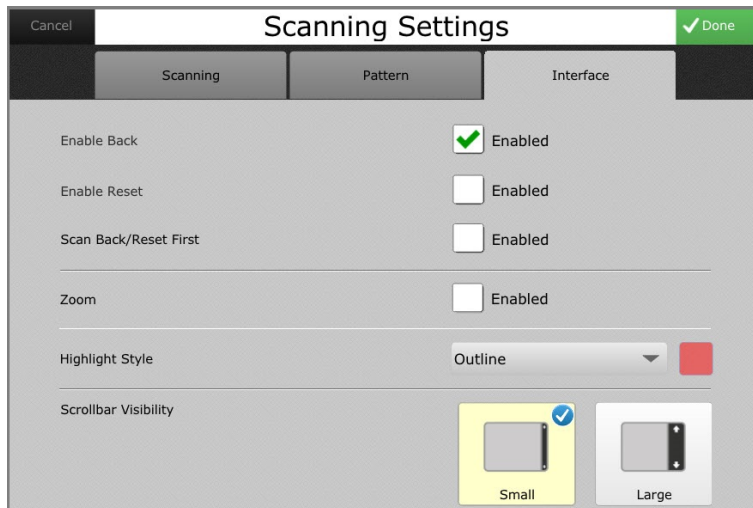 Cancel Scanning Settings Done
Scanning Pattern Interface
Enable Back Enabled
Enable Reset Enabled
Scan Back/Reset First Enabled
Zoom Enabled
Highlight Style Outline
Scrollbar Visibility
Small Large